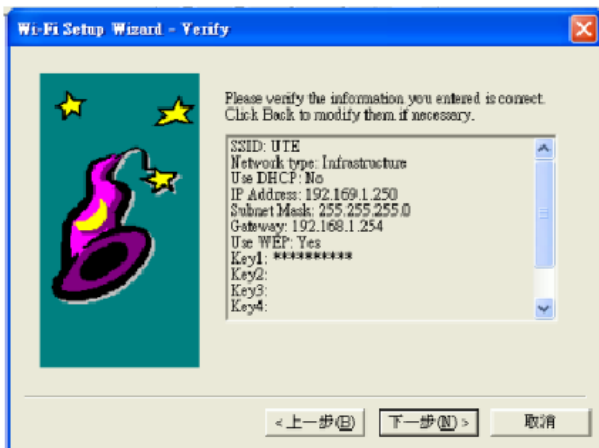 Wi-Fi Setup Wizard - Verify
Please verify the information you entered is correct.
Click Back to modify them if necessary.
SSID: UTE
Network type: Infrastructure
Use DHCP: No
IP Address: 192.169.1.250
Subnet Mask: 255.255.255.0
Gateway: 192.168.1.254
Use WEP: Yes
Key1: **********
Key2:
Key3:
Key4:
<上一步(B)
下一步(N)>
取消